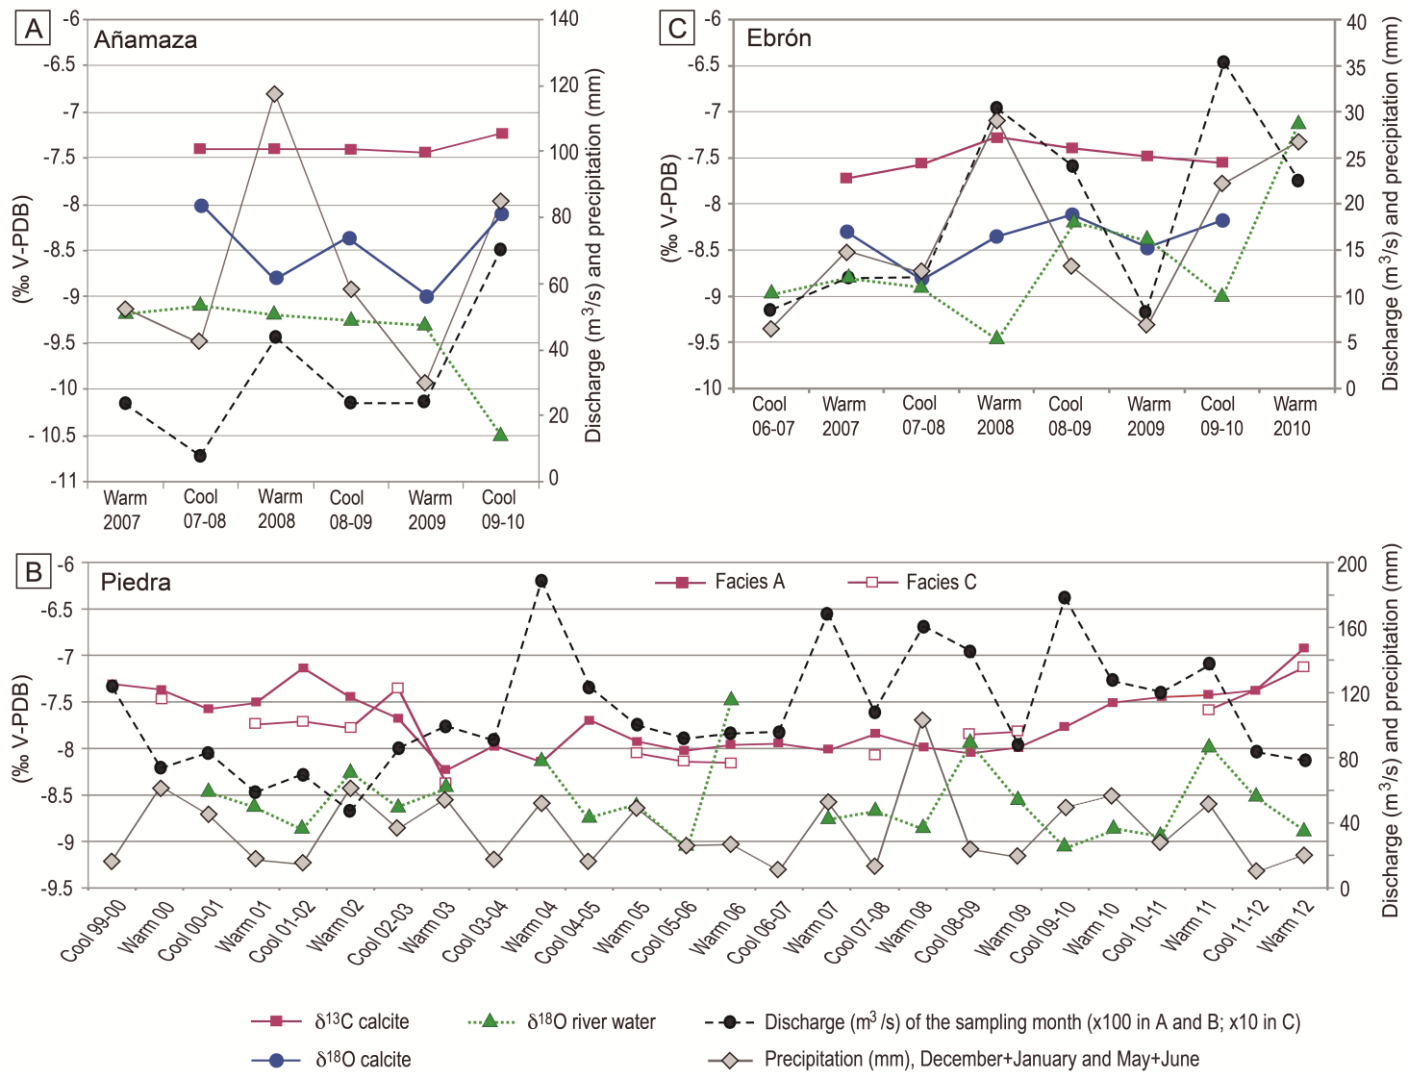 A
Añamaza
-6
-6.5
-7
-7.5
-8
-8.5
-9
-9.5
-10
- 10.5
-11
(‰ V-PDB)
140
120
100
80
60
40
20
0
Discharge (m³/s) and precipitation (mm)
Warm 2007
Cool 07-08
Warm 2008
Cool 08-09
Warm 2009
Cool 09-10
C
Ebrón
-6
-6.5
-7
-7.5
-8
-8.5
-9
-9.5
-10
(‰ V-PDB)
40
35
30
25
20
15
10
5
0
Discharge (m³/s) and precipitation (mm)
Cool 06-07
Warm 2007
Cool 07-08
Warm 2008
Cool 08-09
Warm 2009
Cool 09-10
Warm 2010
B
Piedra
Facies A
Facies C
-6
-6.5
-7
-7.5
-8
-8.5
-9
-9.5
(‰ V-PDB)
200
160
120
80
40
0
Discharge (m³/s) and precipitation (mm)
Cool 99-00
Warm 00
Cool 00-01
Warm 01
Cool 01-02
Warm 02
Cool 02-03
Warm 03
Cool 03-04
Warm 04
Cool 04-05
Warm 05
Cool 05-06
Warm 06
Cool 06-07
Warm 07
Cool 07-08
Warm 08
Cool 08-09
Warm 09
Cool 09-10
Warm 10
Cool 10-11
Warm 11
Cool 11-12
Warm 12
δ¹³C calcite
δ¹⁸O river water
Discharge (m³ /s) of the sampling month (x100 in A and B; x10 in C)
δ¹⁸O calcite
Precipitation (mm), December+January and May+June